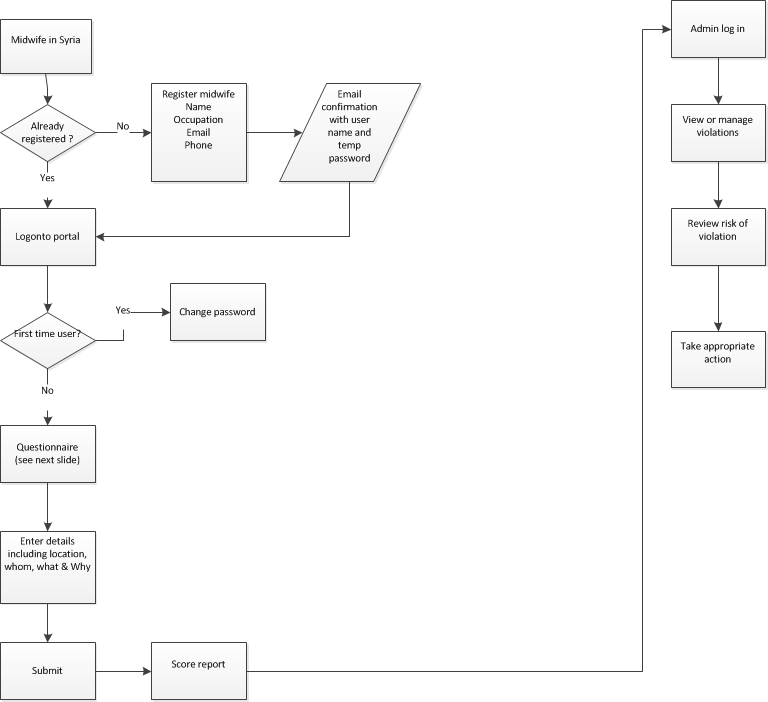 Midwife in Syria
Already
registered ?
No
Yes
Register midwife
Name
Occupation
Email
Phone
Email
confirmation
with user
name and
temp
password
Logonto portal
First time user?
Yes
No
Change password
Questionnaire
(see next slide)
Enter details
including location,
whom, what & Why
Submit
Score report
Admin log in
View or manage
violations
Review risk of
violation
Take appropriate
action